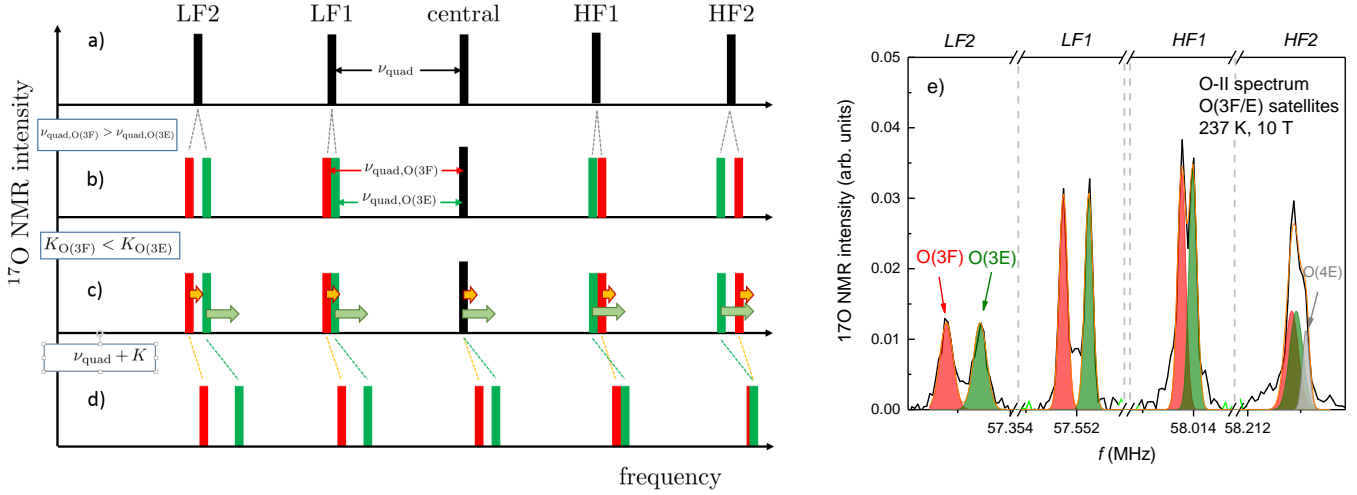 LF2 LF1 central HF1 HF2
a)
ν_quad
¹⁷O NMR intensity
ν_quad,O(3F) > ν_quad,O(3E)
b)
ν_quad,O(3F)
ν_quad,O(3E)
K_O(3F) < K_O(3E)
c)
ν_quad + K
d)
frequency
LF2 LF1 HF1 HF2
e)
O-II spectrum
O(3F/E) satellites
237 K, 10 T
0.05
0.04
0.03
0.02
0.01
0.00
17O NMR intensity (arb. units)
O(3F) O(3E)
O(4E)
57.354 57.552 58.014 58.212
f (MHz)